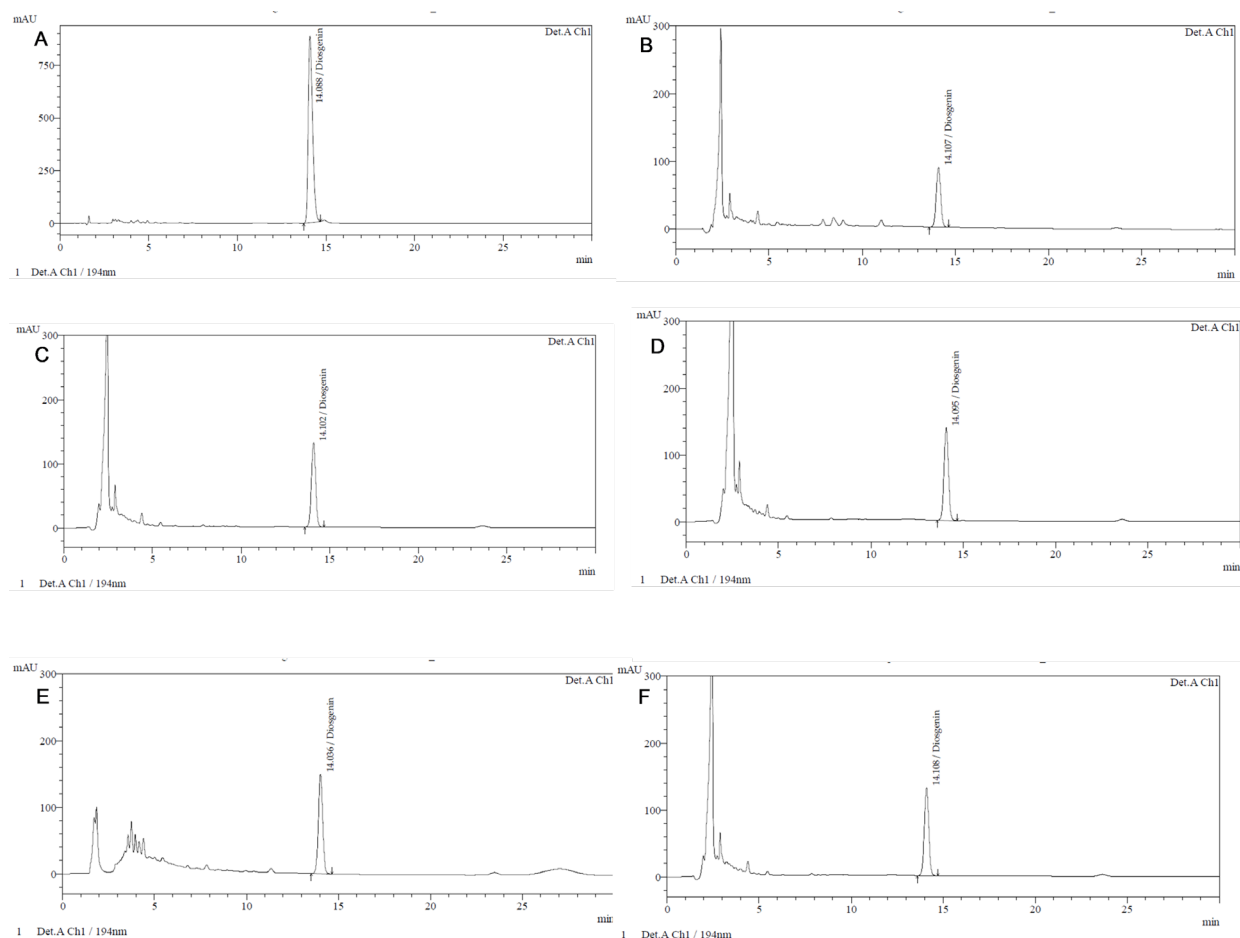 mAU
A
Det.A Ch1
750
500
250
0
14.088 / Diosgenin
0 5 10 15 20 25
min
1 Det.A Ch1 / 194nm
mAU
300
B
Det.A Ch1
200
100
0
14.107 / Diosgenin
0 5 10 15 20 25
min
mAU
300
C
Det.A Ch1
200
100
0
14.102 / Diosgenin
0 5 10 15 20 25
min
1 Det.A Ch1 / 194nm
mAU
300
D
Det.A Ch1
200
100
0
14.095 / Diosgenin
0 5 10 15 20 25
min
1 Det.A Ch1 / 194nm
mAU
300
E
Det.A Ch1
200
100
0
14.036 / Diosgenin
0 5 10 15 20 25
min
1 Det.A Ch1 / 194nm
mAU
300
F
Det.A Ch1
200
100
0
14.108 / Diosgenin
0 5 10 15 20 25
min
1 Det.A Ch1 / 194nm